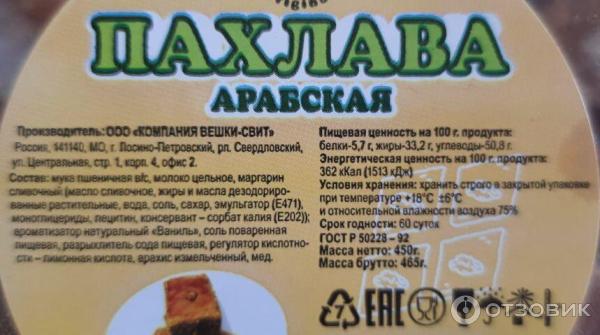 ПАХЛАВА
АРАБСКАЯ
Производитель: ООО «КОМПАНИЯ ВЕШКИ-СВИТ»
Россия, 141140, МО, г. Лосино-Петровский, рп. Свердловский,
ул. Центральная, стр. 1, корп. 4, офис 2.
Состав: мука пшеничная в/с, молоко цельное, маргарин
сливочный (масло сливочное, жиры и масла дезодориро-
ванные растительные, вода, соль, сахар, эмульгатор (Е471),
моноглицериды, лецитин, консервант – сорбат калия (Е202));
ароматизатор натуральный «Ваниль», соль поваренная
пищевая, разрыхлитель сода пищевая, регулятор кислотно-
сти – лимонная кислота, арахис измельченный, мед.
Пищевая ценность на 100 г. продукта:
белки-5,7 г, жиры-33,2 г, углеводы-50,8 г.
Энергетическая ценность на 100 г. продукта:
362 кКал (1513 кДж)
Условия хранения: хранить строго в закрытой упаковке
при температуре +18°С ±6°С
и относительной влажности воздуха 75%
Срок годности: 60 суток
ГОСТ Р 50228 – 92
Масса нетто: 450г.
Масса брутто: 465г.
7 ЕАС
ОТЗОВИК